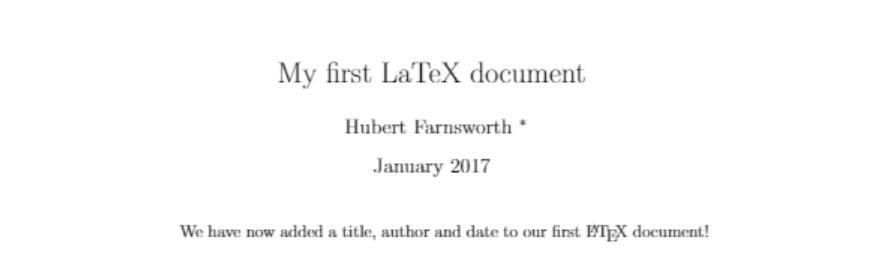 My first LaTeX document
Hubert Farnsworth *
January 2017
We have now added a title, author and date to our first LATEX document!